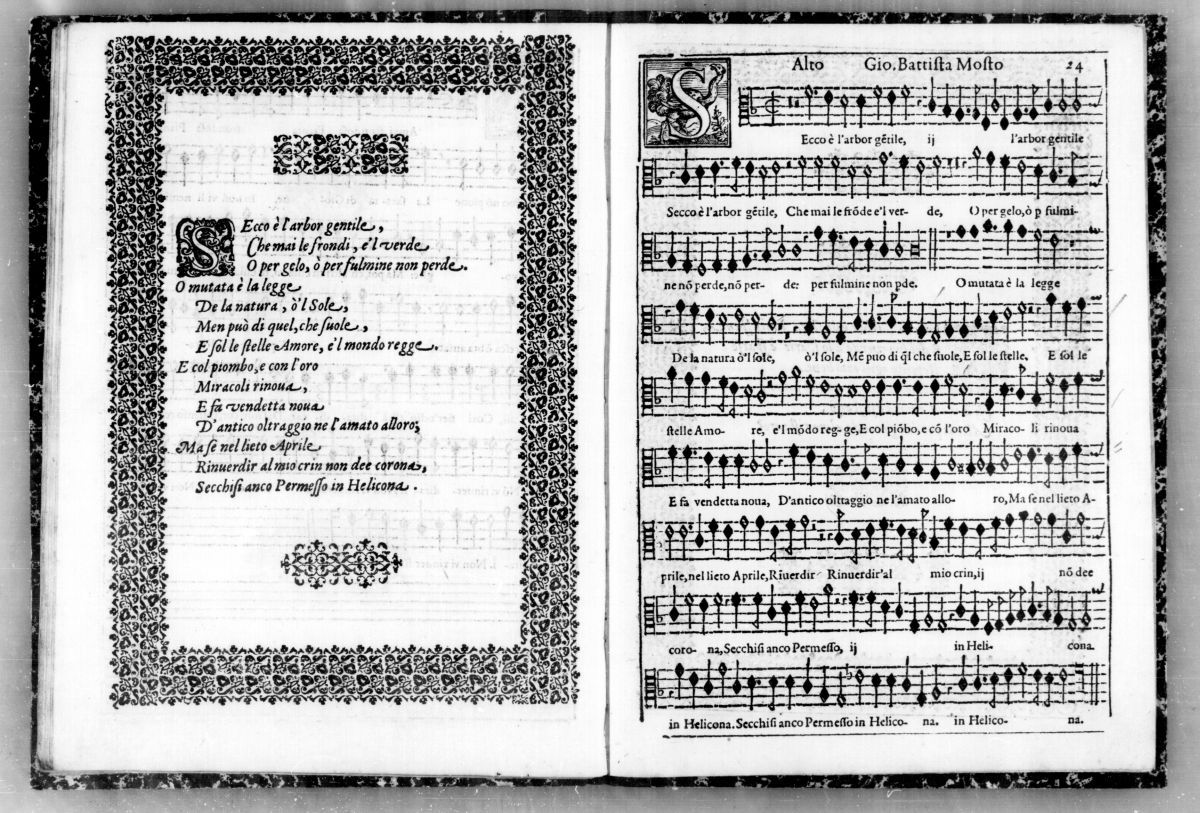 SEcco è l'arbor gentile,
Che mai le frondi, e'l verde
O per gelo, ò per fulmine non perde.
O mutata è la legge
De la natura, ò'l Sole,
Men può di quel, che suole,
E sol le stelle Amore, e'l mondo regge.
E col piombo, e con l'oro
Miracoli rinoua,
E fa vendetta noua
D'antico oltraggio ne l'amato alloro;
Ma se nel lieto Aprile
Rinuerdir al mio crin non dee corona,
Secchisi anco Permesso in Helicona.
Alto Gio. Battista Mosto 24
SEcco è l'arbor gẽtile, ij l'arbor gentile
Secco è l'arbor gẽtile, Che mai le frõde e'l ver- de, O per gelo, ò p fulmi-
ne nõ perde, nõ per- de: per fulmine non pde. O mutata è la legge
De la natura ò'l sole, ò'l sole, Mẽ puo di q̃l che suole, E sol le stelle, E sol le
stelle Amo- re, e'l mõdo reg- ge, E col piõbo, e cõ l'oro Miraco- li rinoua
E fa vendetta noua, D'antico olttaggio ne l'amato allo- ro, Ma se nel lieto A-
prile, nel lieto Aprile, Riuerdir Rinuerdir'al mio crin, ij nõ dee
coro- na, Secchisi anco Permesso, ij in Heli- cona.
in Helicona. Secchisi anco Permesso in Helico- na. in Helico- na.